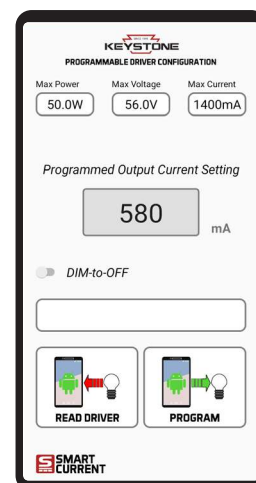 KEYSTONE
PROGRAMMABLE DRIVER CONFIGURATION
Max Power Max Voltage Max Current
50.0W 56.0V 1400mA
Programmed Output Current Setting
580
mA
DIM-to-OFF
READ DRIVER PROGRAM
SMART
CURRENT